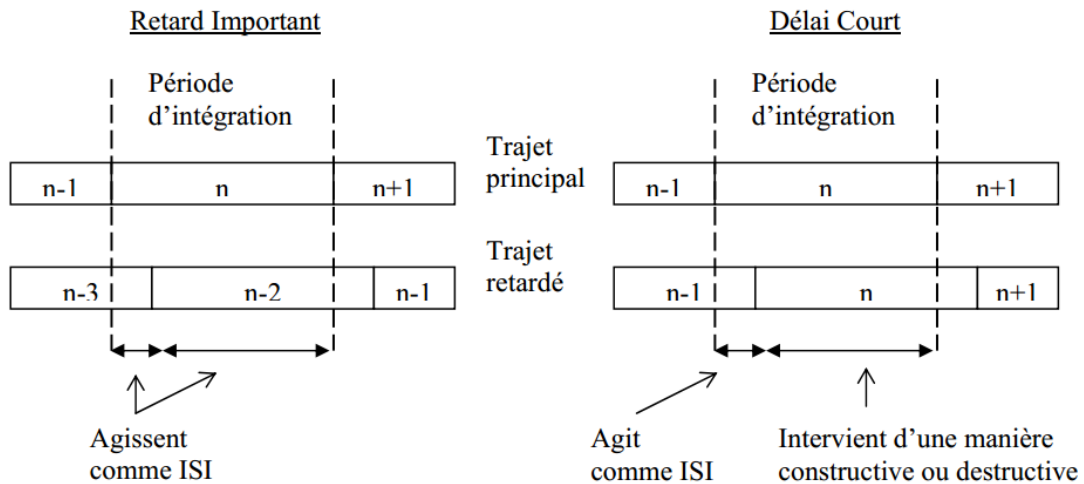 Retard Important
Période
d'intégration
n-1 n n+1
n-3 n-2 n-1
Agissent
comme ISI
Trajet
principal
Trajet
retardé
Délai Court
Période
d'intégration
n-1 n n+1
n-1 n n+1
Agit
comme ISI
Intervient d'une manière
constructive ou destructive